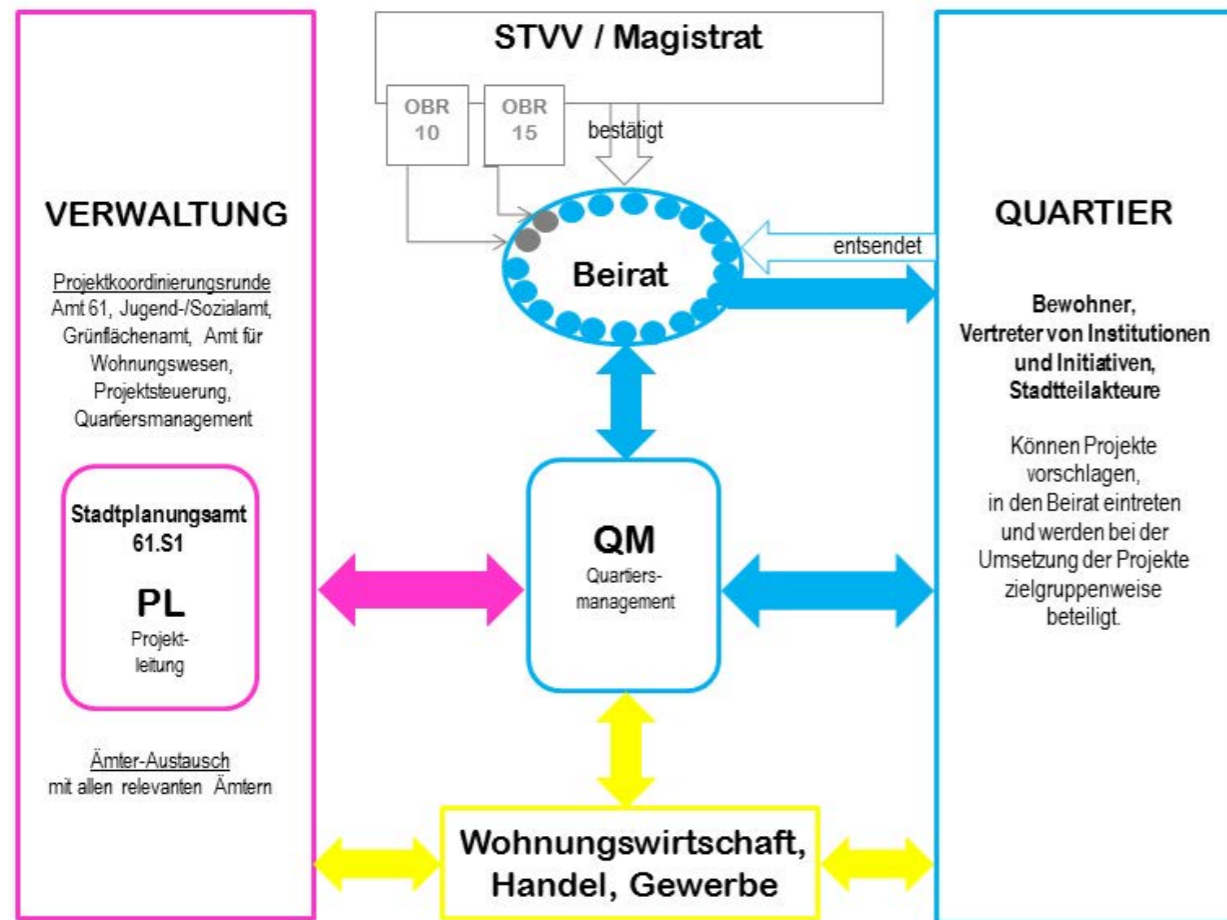 STVV / Magistrat
OBR
10
OBR
15
bestätigt
VERWALTUNG
Projektkoordinierungsrunde
Amt 61, Jugend-/Sozialamt,
Grünflächenamt, Amt für
Wohnungswesen,
Projektsteuerung,
Quartiersmanagement
Stadtplanungsamt
61.S1
PL
Projekt-
leitung
Ämter-Austausch
mit allen relevanten Ämtern
Beirat
entsendet
QM
Quartiers-
management
Wohnungswirtschaft,
Handel, Gewerbe
QUARTIER
Bewohner,
Vertreter von Institutionen
und Initiativen,
Stadtteilakteure
Können Projekte
vorschlagen,
in den Beirat eintreten
und werden bei der
Umsetzung der Projekte
zielgruppenweise
beteiligt.